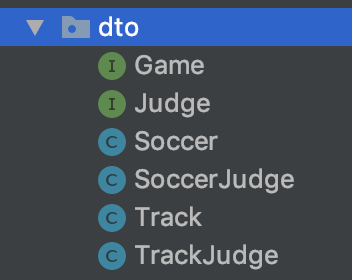 dto
I Game
I Judge
C Soccer
C SoccerJudge
C Track
C TrackJudge